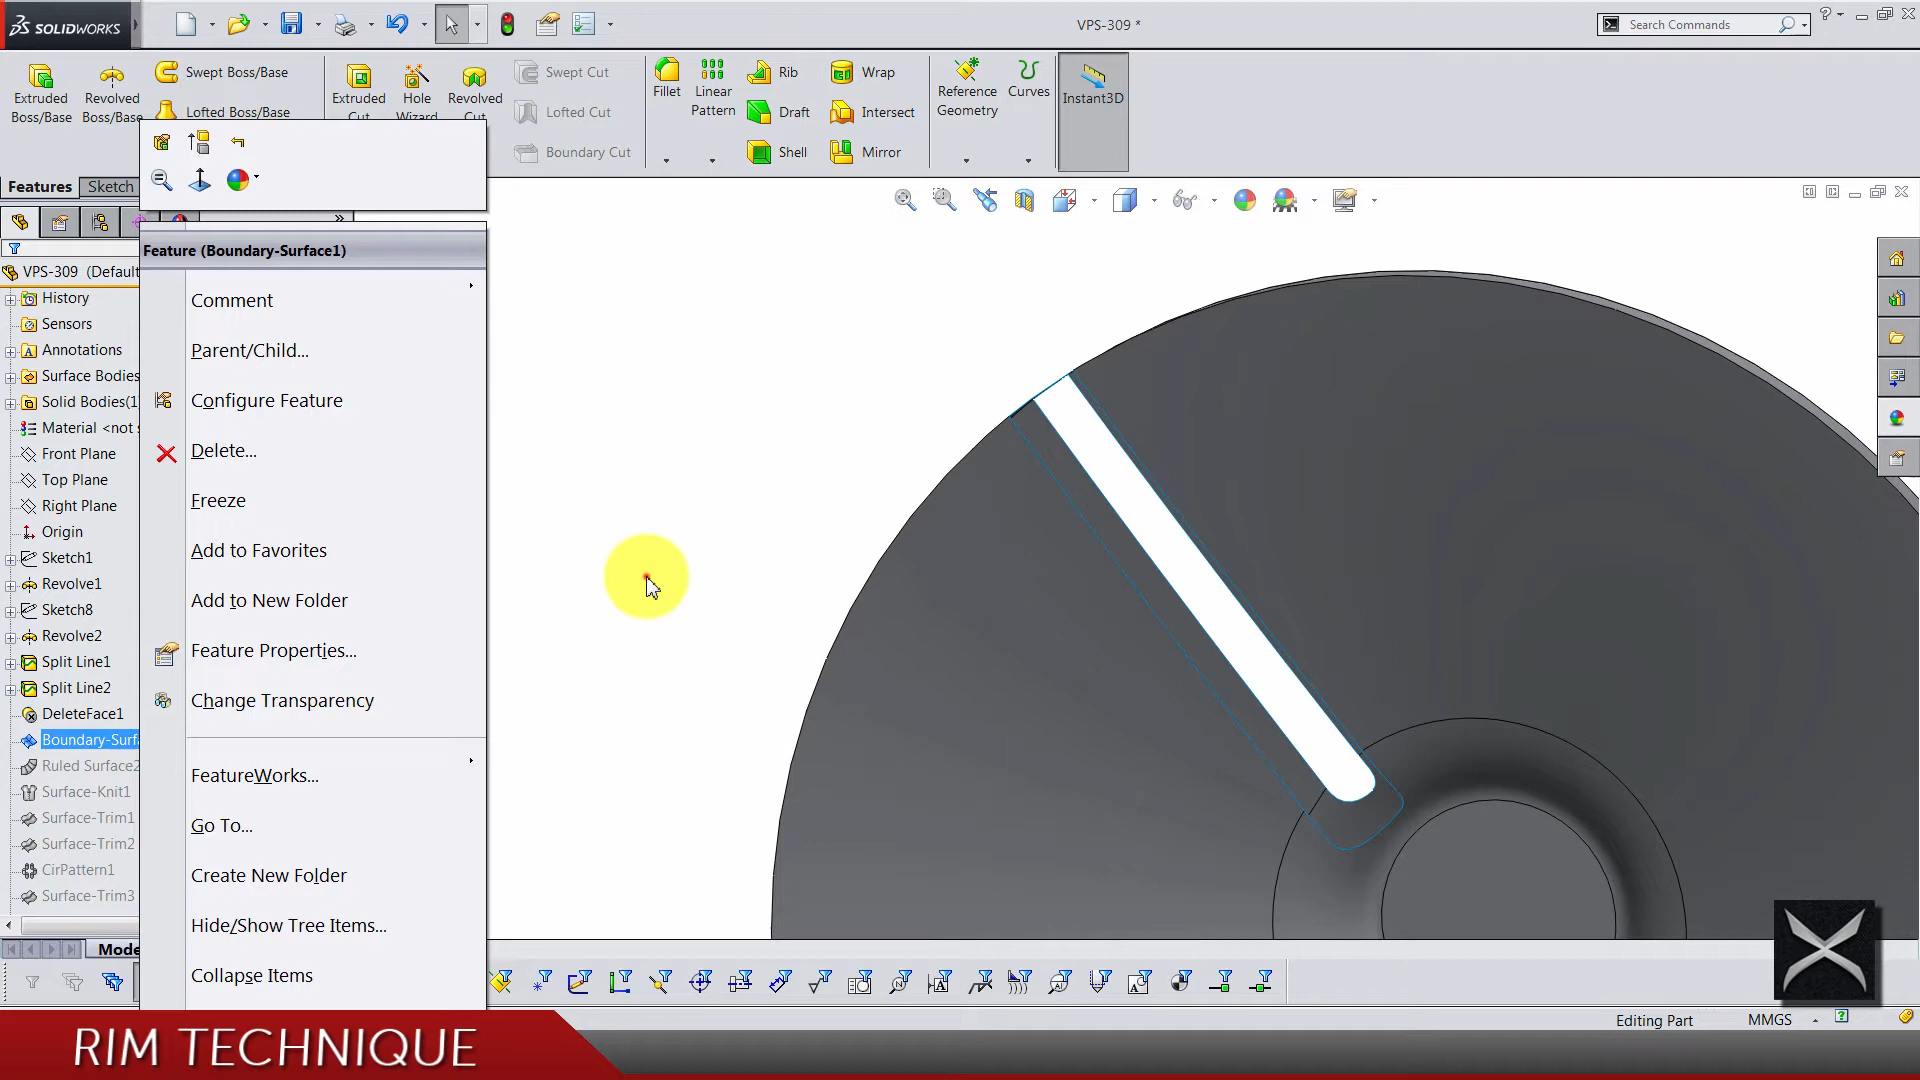 SOLIDWORKS
VPS-309 *
Search Commands
Extruded Boss/Base
Revolved Boss/Base
Swept Boss/Base
Lofted Boss/Base
Extruded Cut
Hole Wizard
Revolved Cut
Swept Cut
Lofted Cut
Boundary Cut
Fillet
Linear Pattern
Rib
Draft
Shell
Wrap
Intersect
Mirror
Reference Geometry
Curves
Instant3D
Features
Sketch
VPS-309 (Default
History
Sensors
Annotations
Surface Bodies
Solid Bodies(1
Material <not s
Front Plane
Top Plane
Right Plane
Origin
Sketch1
Revolve1
Sketch8
Revolve2
Split Line1
Split Line2
DeleteFace1
Boundary-Surf
Ruled Surface2
Surface-Knit1
Surface-Trim1
Surface-Trim2
CirPattern1
Surface-Trim3
Mode
Feature (Boundary-Surface1)
Comment
Parent/Child...
Configure Feature
Delete...
Freeze
Add to Favorites
Add to New Folder
Feature Properties...
Change Transparency
FeatureWorks...
Go To...
Create New Folder
Hide/Show Tree Items...
Collapse Items
Editing Part
MMGS
RIM TECHNIQUE